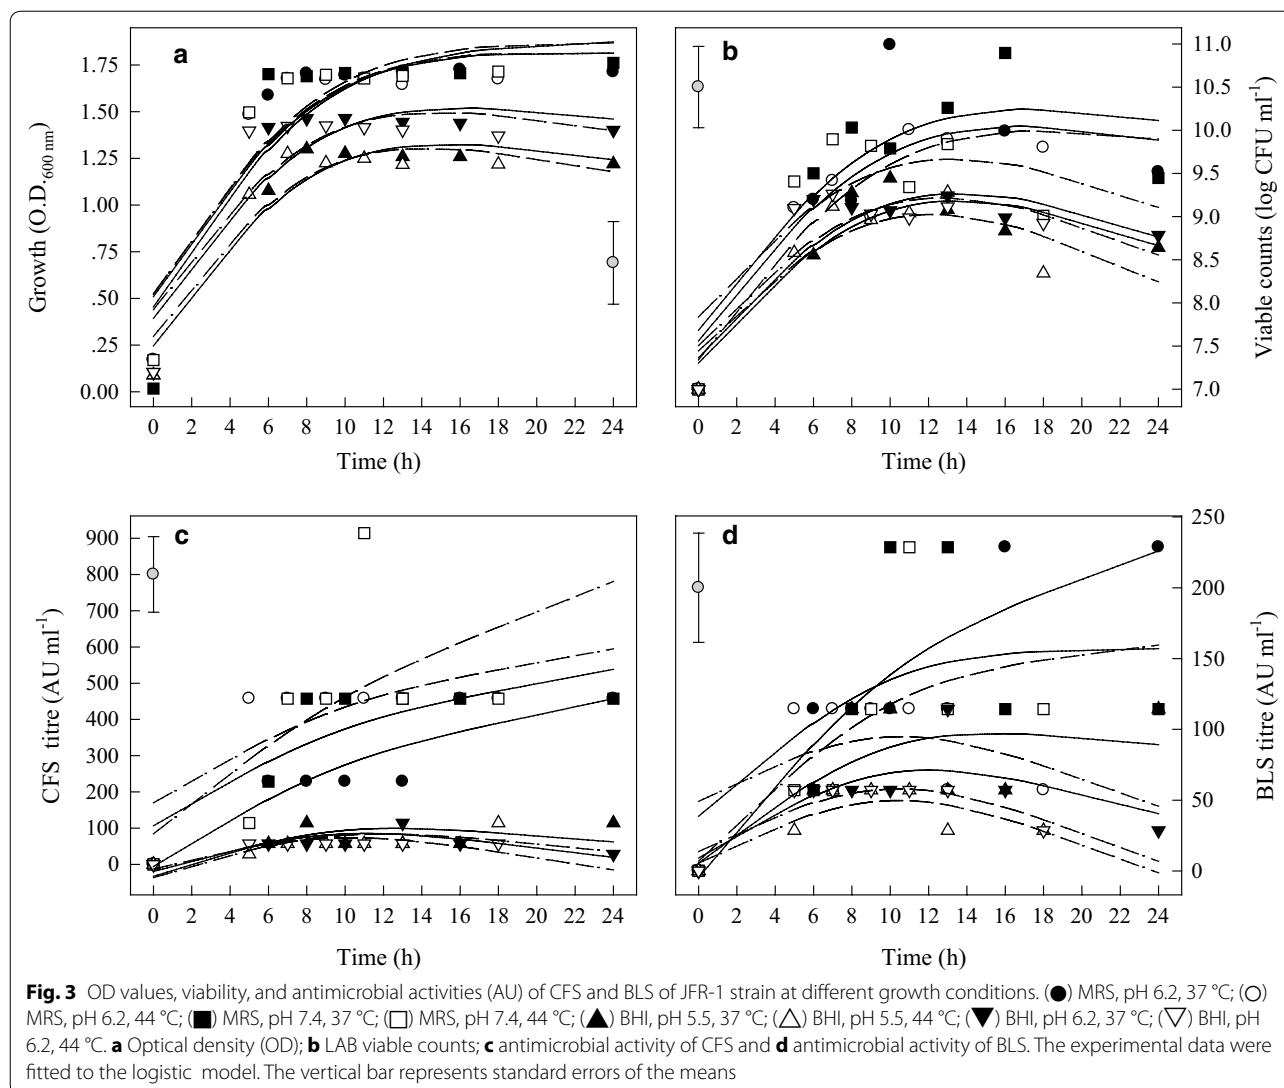 a
1.75
1.50
1.25
1.00
.75
.50
.25
0.00
Growth (O.D.600 nm)
0 2 4 6 8 10 12 14 16 18 20 22 24
Time (h)
b
11.0
10.5
10.0
9.5
9.0
8.5
8.0
7.5
7.0
Viable counts (log CFU ml-1)
0 2 4 6 8 10 12 14 16 18 20 22 24
Time (h)
c
900
800
700
600
500
400
300
200
100
0
CFS titre (AU ml-1)
0 2 4 6 8 10 12 14 16 18 20 22 24
Time (h)
d
250
200
150
100
50
0
BLS titre (AU ml-1)
0 2 4 6 8 10 12 14 16 18 20 22 24
Time (h)
Fig. 3 OD values, viability, and antimicrobial activities (AU) of CFS and BLS of JFR-1 strain at different growth conditions. (●) MRS, pH 6.2, 37 °C; (○)
MRS, pH 6.2, 44 °C; (■) MRS, pH 7.4, 37 °C; (□) MRS, pH 7.4, 44 °C; (▲) BHI, pH 5.5, 37 °C; (△) BHI, pH 5.5, 44 °C; (▼) BHI, pH 6.2, 37 °C; (▽) BHI, pH
6.2, 44 °C. a Optical density (OD); b LAB viable counts; c antimicrobial activity of CFS and d antimicrobial activity of BLS. The experimental data were
fitted to the logistic model. The vertical bar represents standard errors of the means